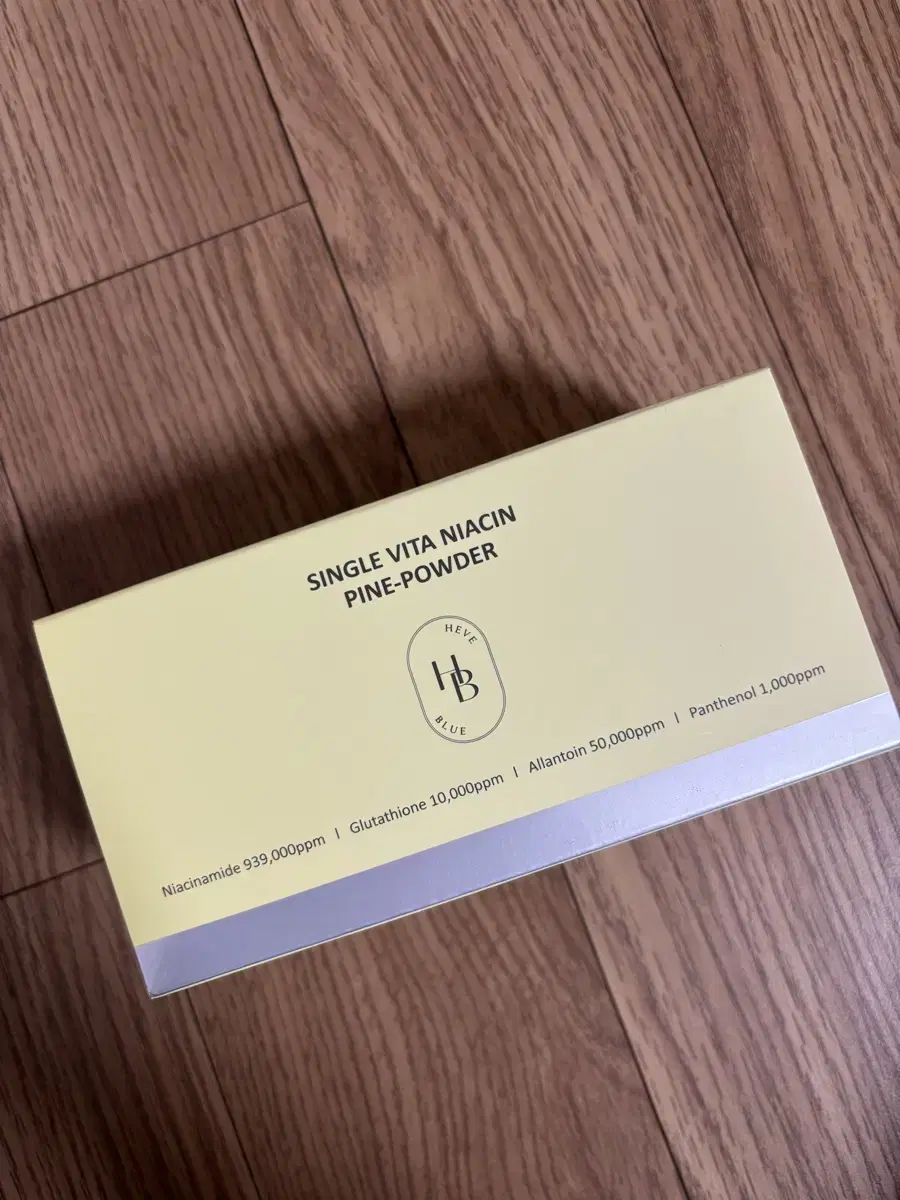 SINGLE VITA NIACIN
PINE-POWDER
HEVE
HB
BLUE
Niacinamide 939,000ppm | Glutathione 10,000ppm | Allantoin 50,000ppm | Panthenol 1,000ppm